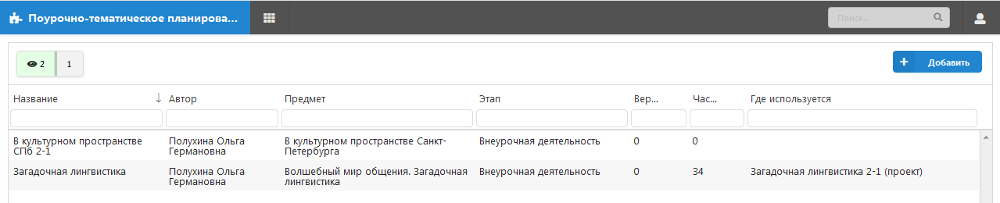 Поурочно-тематическое планирова...
Поиск...
2 1
Добавить
Название Автор Предмет Этап Вер... Час... Где используется
В культурном пространстве Полухина Ольга В культурном пространстве Санкт- Внеурочная деятельность 0 0
СПб 2-1 Германовна Петербурга
Загадочная лингвистика Полухина Ольга Волшебный мир общения. Загадочная Внеурочная деятельность 0 34 Загадочная лингвистика 2-1 (проект)
Германовна лингвистика